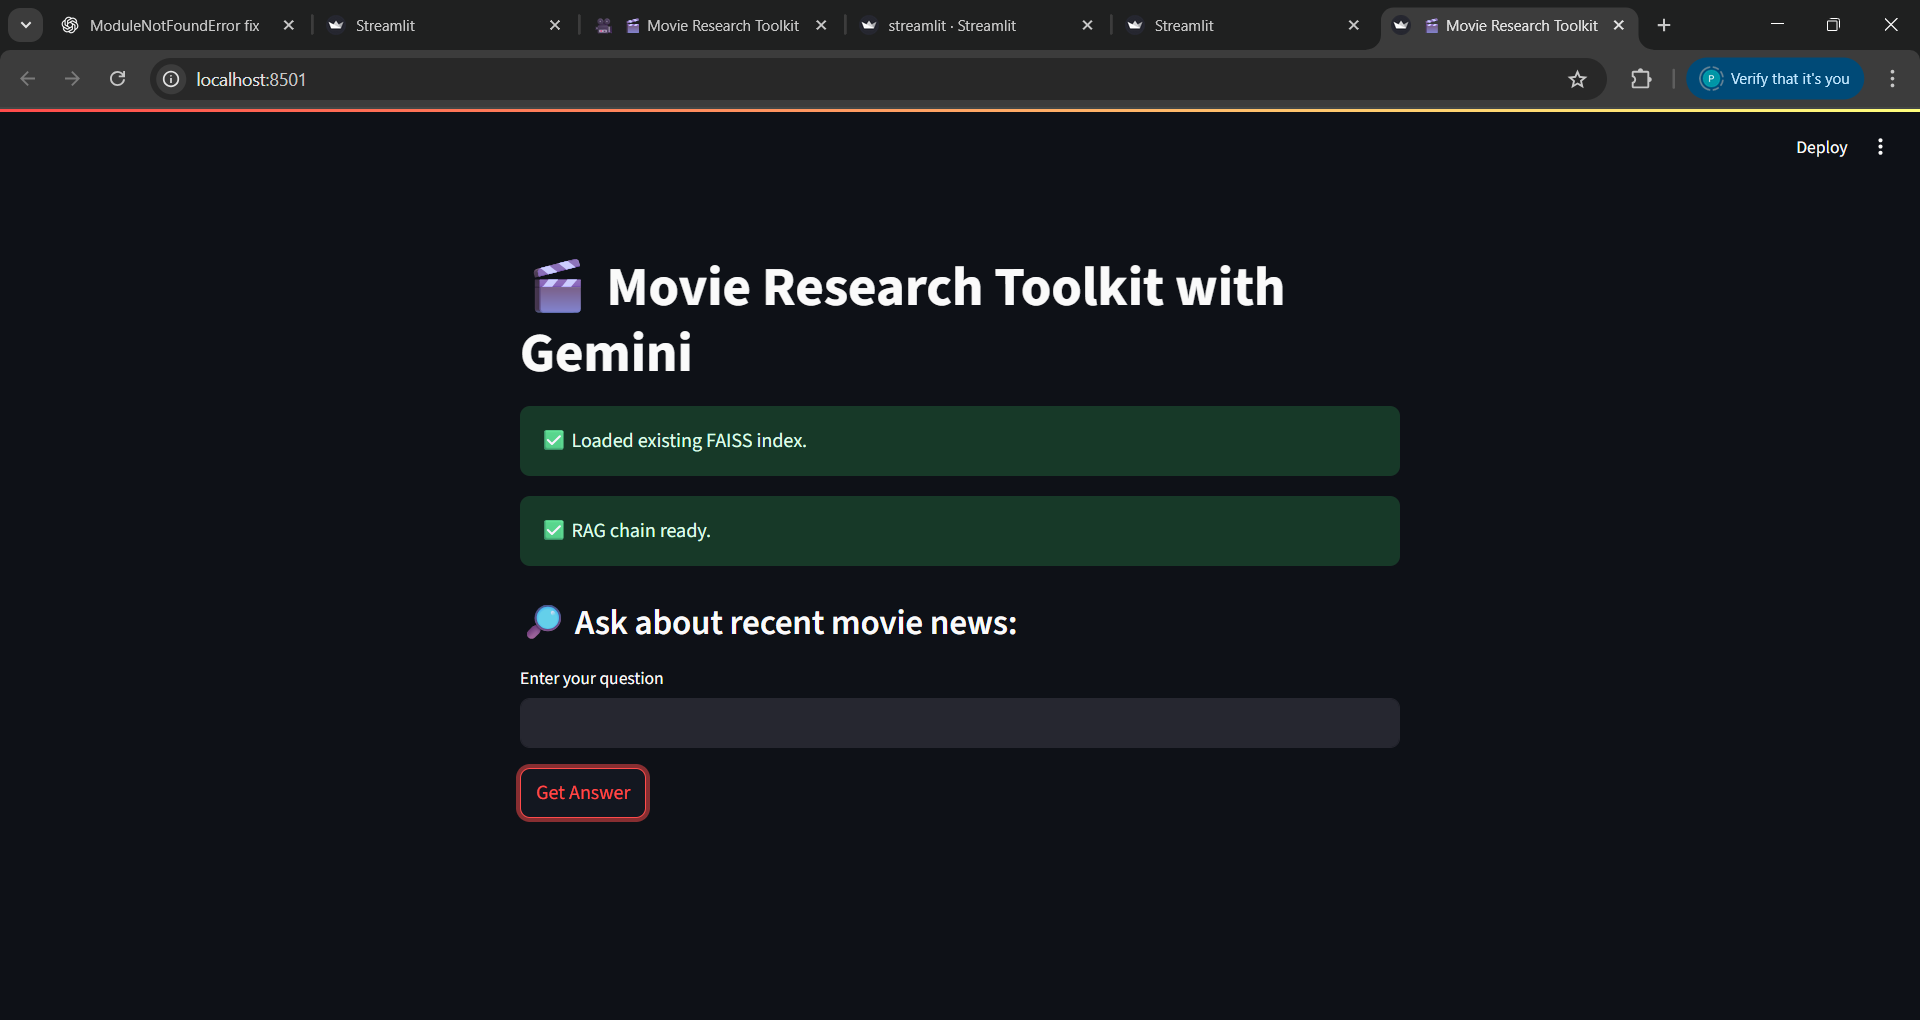 ModuleNotFoundError fix
Streamlit
🎬 Movie Research Toolkit
streamlit · Streamlit
Streamlit
🎬 Movie Research Toolkit
localhost:8501
P
Verify that it's you
Deploy
🎬 Movie Research Toolkit with
Gemini
✅ Loaded existing FAISS index.
✅ RAG chain ready.
🔎 Ask about recent movie news:
Enter your question
Get Answer